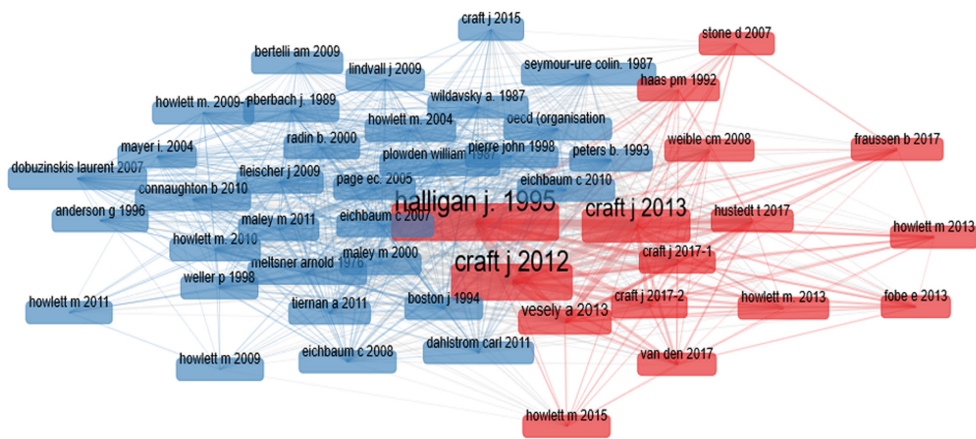 craft j 2015
stone d 2007
bertelli am 2009
lindvall j 2009
seymour-ure colin. 1987
haas pm 1992
howlett m. 2009-1
aberbach j. 1989
wildavsky a. 1987
howlett m. 2004
oecd (organisation
radin b. 2000
mayer i. 2004
plowden william 1987
pierre john 1998
peters b. 1993
weible cm 2008
fraussen b 2017
dobuzinskis laurent 2007
fleischer j 2009
connaughton b 2010
page ec. 2005
eichbaum c 2010
anderson g 1996
maley m 2011
eichbaum c 2007
halligan j. 1995
craft j 2013
hustedt t 2017
howlett m 2013
howlett m. 2010
maley m 2000
craft j 2017-1
meltsner arnold 1976
craft j 2012
weller p 1998
howlett m 2011
tiernan a 2011
boston j 1994
vesely a 2013
craft j 2017-2
howlett m. 2013
fobe e 2013
howlett m 2009
eichbaum c 2008
dahlstrom carl 2011
van den 2017
howlett m 2015